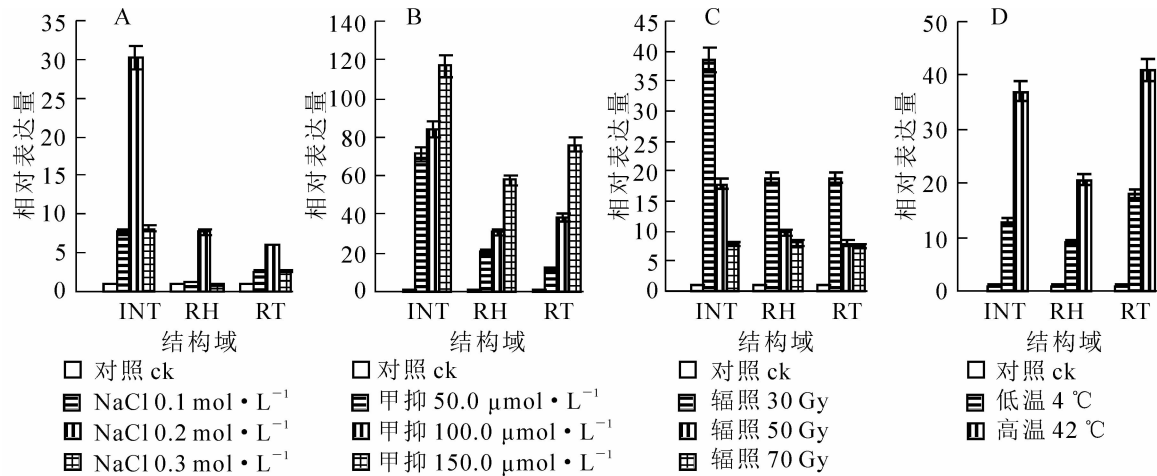 A
相对表达量
35
30
25
20
15
10
5
0
INT RH RT
结构域
对照 ck
NaCl 0.1 mol·L⁻¹
NaCl 0.2 mol·L⁻¹
NaCl 0.3 mol·L⁻¹
B
相对表达量
140
120
100
80
60
40
20
0
INT RH RT
结构域
对照 ck
甲抑 50.0 μmol·L⁻¹
甲抑 100.0 μmol·L⁻¹
甲抑 150.0 μmol·L⁻¹
C
相对表达量
45
40
35
30
25
20
15
10
5
0
INT RH RT
结构域
对照 ck
辐照 30 Gy
辐照 50 Gy
辐照 70 Gy
D
相对表达量
50
40
30
20
10
0
INT RH RT
结构域
对照 ck
低温 4 ℃
高温 42 ℃